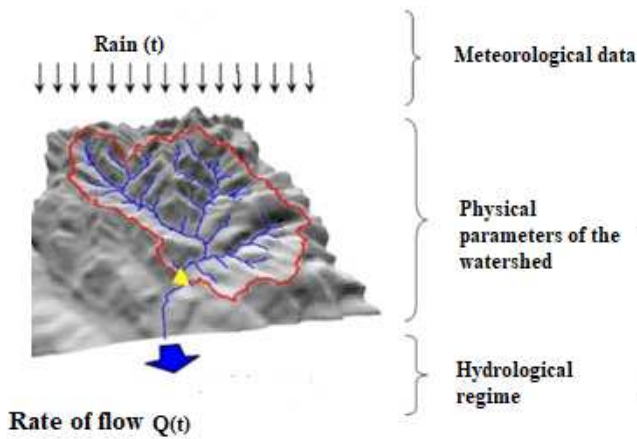 Rain (t)
Meteorological data
Physical
parameters of the
watershed
Hydrological
regime
Rate of flow Q(t)